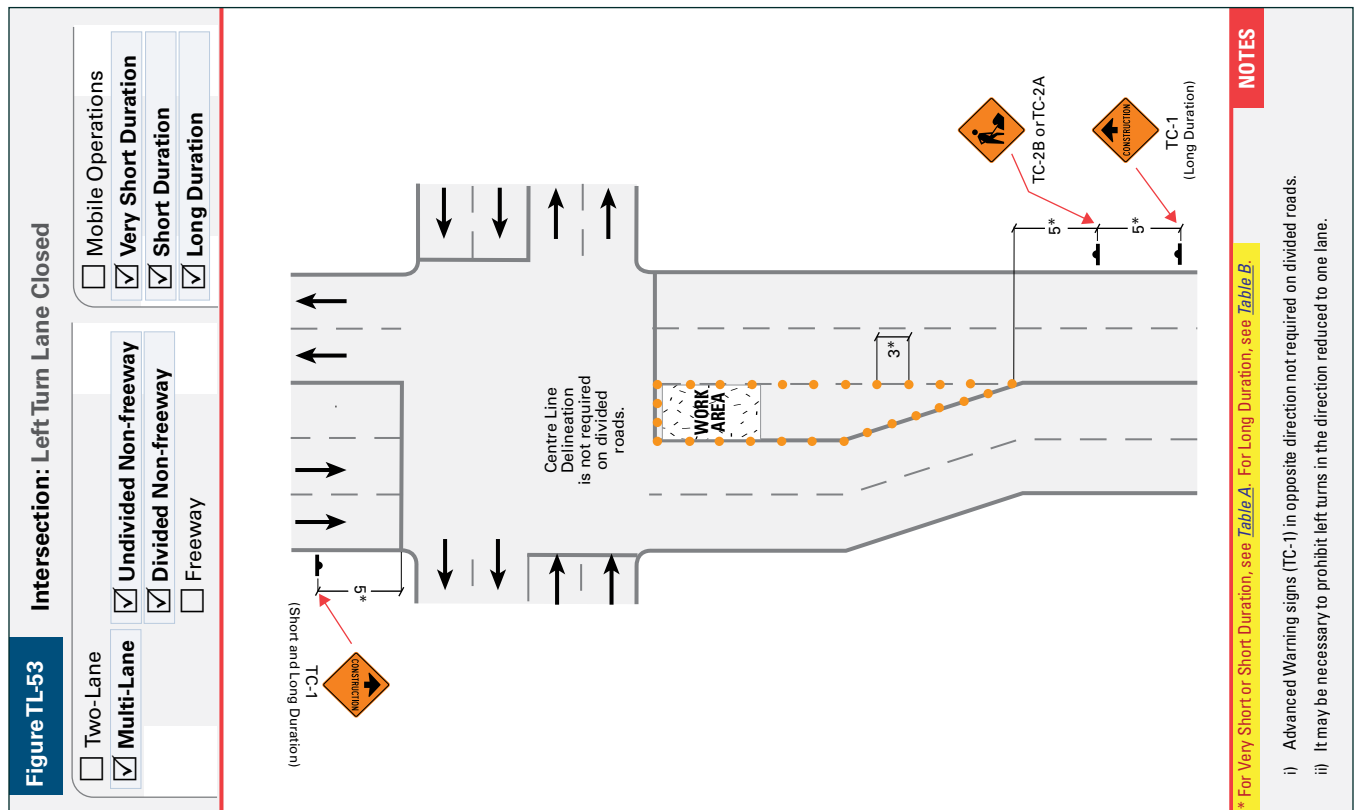 Figure TL-53
Intersection: Left Turn Lane Closed
Two-Lane
Multi-Lane
Undivided Non-freeway
Divided Non-freeway
Freeway
Mobile Operations
Very Short Duration
Short Duration
Long Duration
TC-1
(Short and Long Duration)
CONSTRUCTION
5*
Centre Line
Delineation
is not required
on divided
roads.
WORK
AREA
3*
5*
5*
TC-2B or TC-2A
CONSTRUCTION
TC-1
(Long Duration)
NOTES
* For Very Short or Short Duration, see Table A. For Long Duration, see Table B.
i) Advanced Warning signs (TC-1) in opposite direction not required on divided roads.
ii) It may be necessary to prohibit left turns in the direction reduced to one lane.